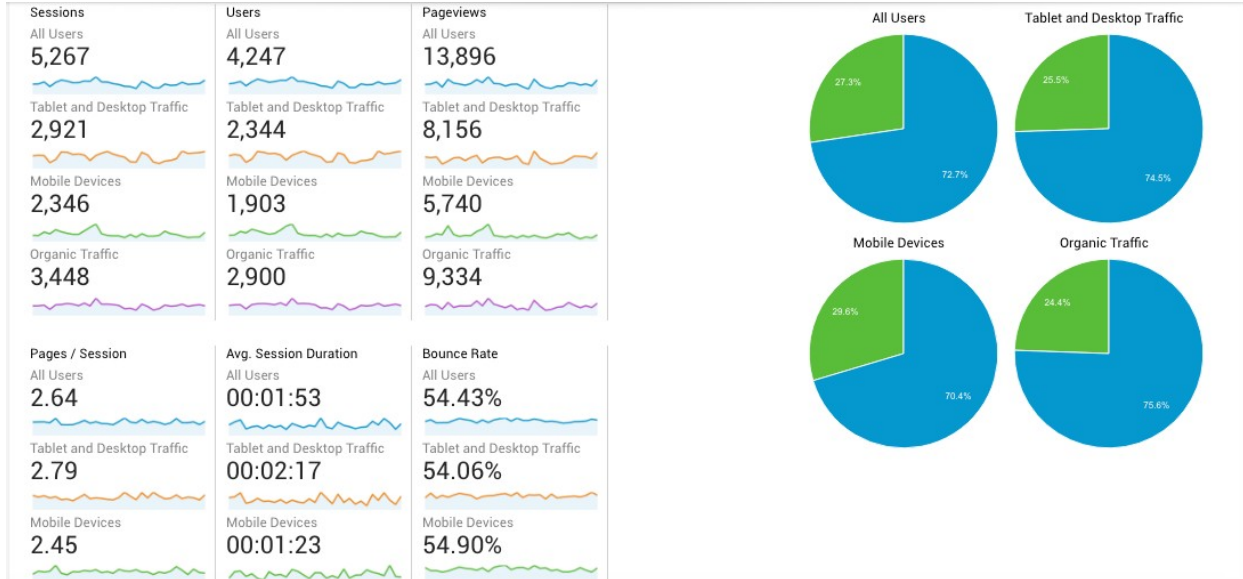 Sessions
All Users
5,267
Tablet and Desktop Traffic
2,921
Mobile Devices
2,346
Organic Traffic
3,448
Users
All Users
4,247
Tablet and Desktop Traffic
2,344
Mobile Devices
1,903
Organic Traffic
2,900
Pageviews
All Users
13,896
Tablet and Desktop Traffic
8,156
Mobile Devices
5,740
Organic Traffic
9,334
Pages / Session
All Users
2.64
Tablet and Desktop Traffic
2.79
Mobile Devices
2.45
Avg. Session Duration
All Users
00:01:53
Tablet and Desktop Traffic
00:02:17
Mobile Devices
00:01:23
Bounce Rate
All Users
54.43%
Tablet and Desktop Traffic
54.06%
Mobile Devices
54.90%
All Users
27.3%
72.7%
Tablet and Desktop Traffic
25.5%
74.5%
Mobile Devices
29.6%
70.4%
Organic Traffic
24.4%
75.6%